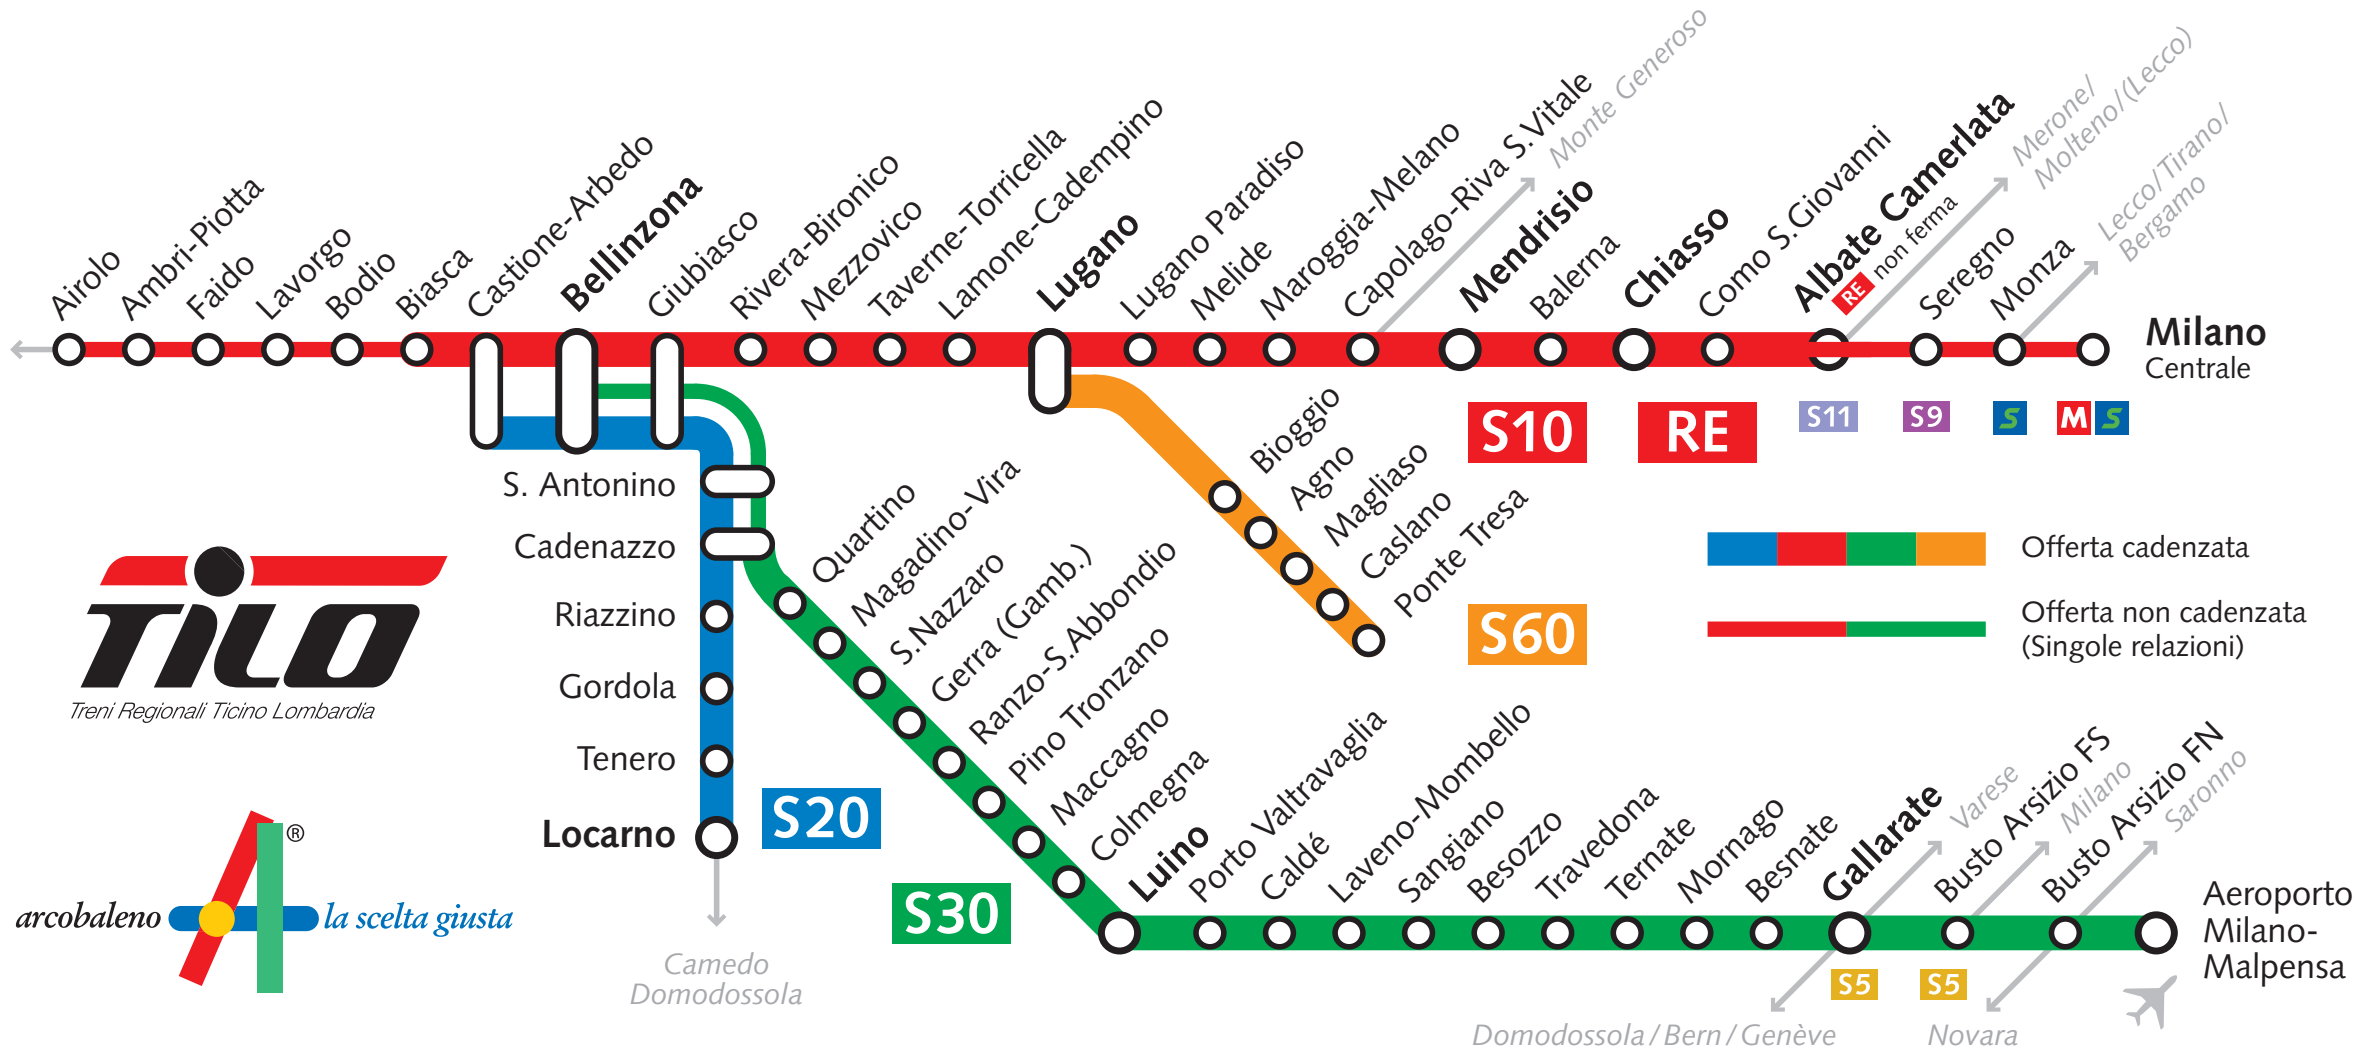 Airolo
Ambri-Piotta
Faido
Lavorgo
Bodio
Biasca
Castione-Arbedo
Bellinzona
Giubiasco
Rivera-Bironico
Mezzovico
Taverne-Torricella
Lamone-Cadempino
Lugano
Lugano Paradiso
Melide
Maroggia-Melano
Capolago-Riva S.Vitale
Monte Generoso
Mendrisio
Balerna
Chiasso
Como S.Giovanni
Albate Camerlata
RE non ferma
Merone/
Molteno/(Lecco)
Seregno
Monza
Lecco/Tirano/
Bergamo
Milano
Centrale
S10
RE
S11
S9
S
M S
Bioggio
Agno
Magliaso
Caslano
Ponte Tresa
S60
Offerta cadenzata
Offerta non cadenzata
(Singole relazioni)
S. Antonino
Cadenazzo
Riazzino
Gordola
Tenero
Locarno
S20
Camedo
Domodossola
Quartino
Magadino-Vira
S.Nazzaro
Gerra (Gamb.)
Ranzo-S.Abbondio
Pino Tronzano
Maccagno
Colmegna
Luino
S30
Porto Valtravaglia
Caldé
Laveno-Mombello
Sangiano
Besozzo
Travedona
Ternate
Mornago
Besnate
Gallarate
Varese
Busto Arsizio FS
Milano
Busto Arsizio FN
Saronno
Aeroporto
Milano-
Malpensa
S5
S5
Domodossola/Bern/Genève
Novara
TILO
Treni Regionali Ticino Lombardia
®
arcobaleno la scelta giusta